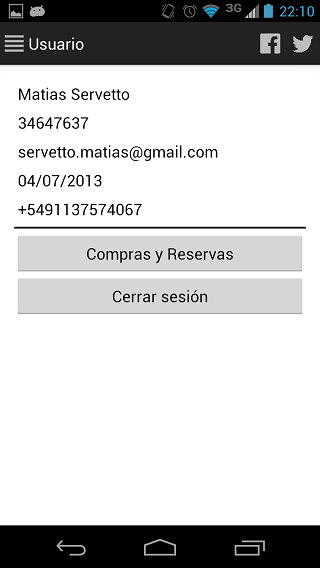 3G 22:10
Usuario
Matias Servetto
34647637
servetto.matias@gmail.com
04/07/2013
+5491137574067
Compras y Reservas
Cerrar sesión